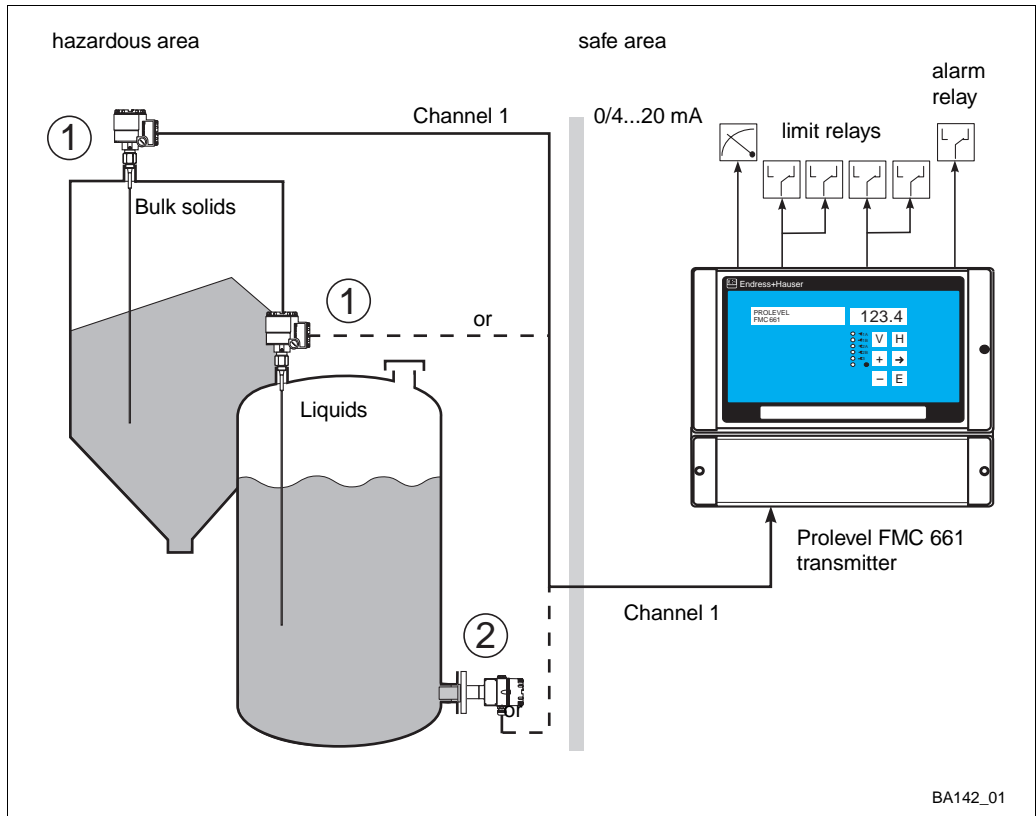 hazardous area
safe area
alarm
relay
Channel 1
0/4...20 mA
limit relays
1
Bulk solids
1
or
Liquids
Endress+Hauser
PROLEVEL
FMC 661
123.4
V H
+ →
– E
Prolevel FMC 661
transmitter
Channel 1
2
BA142_01